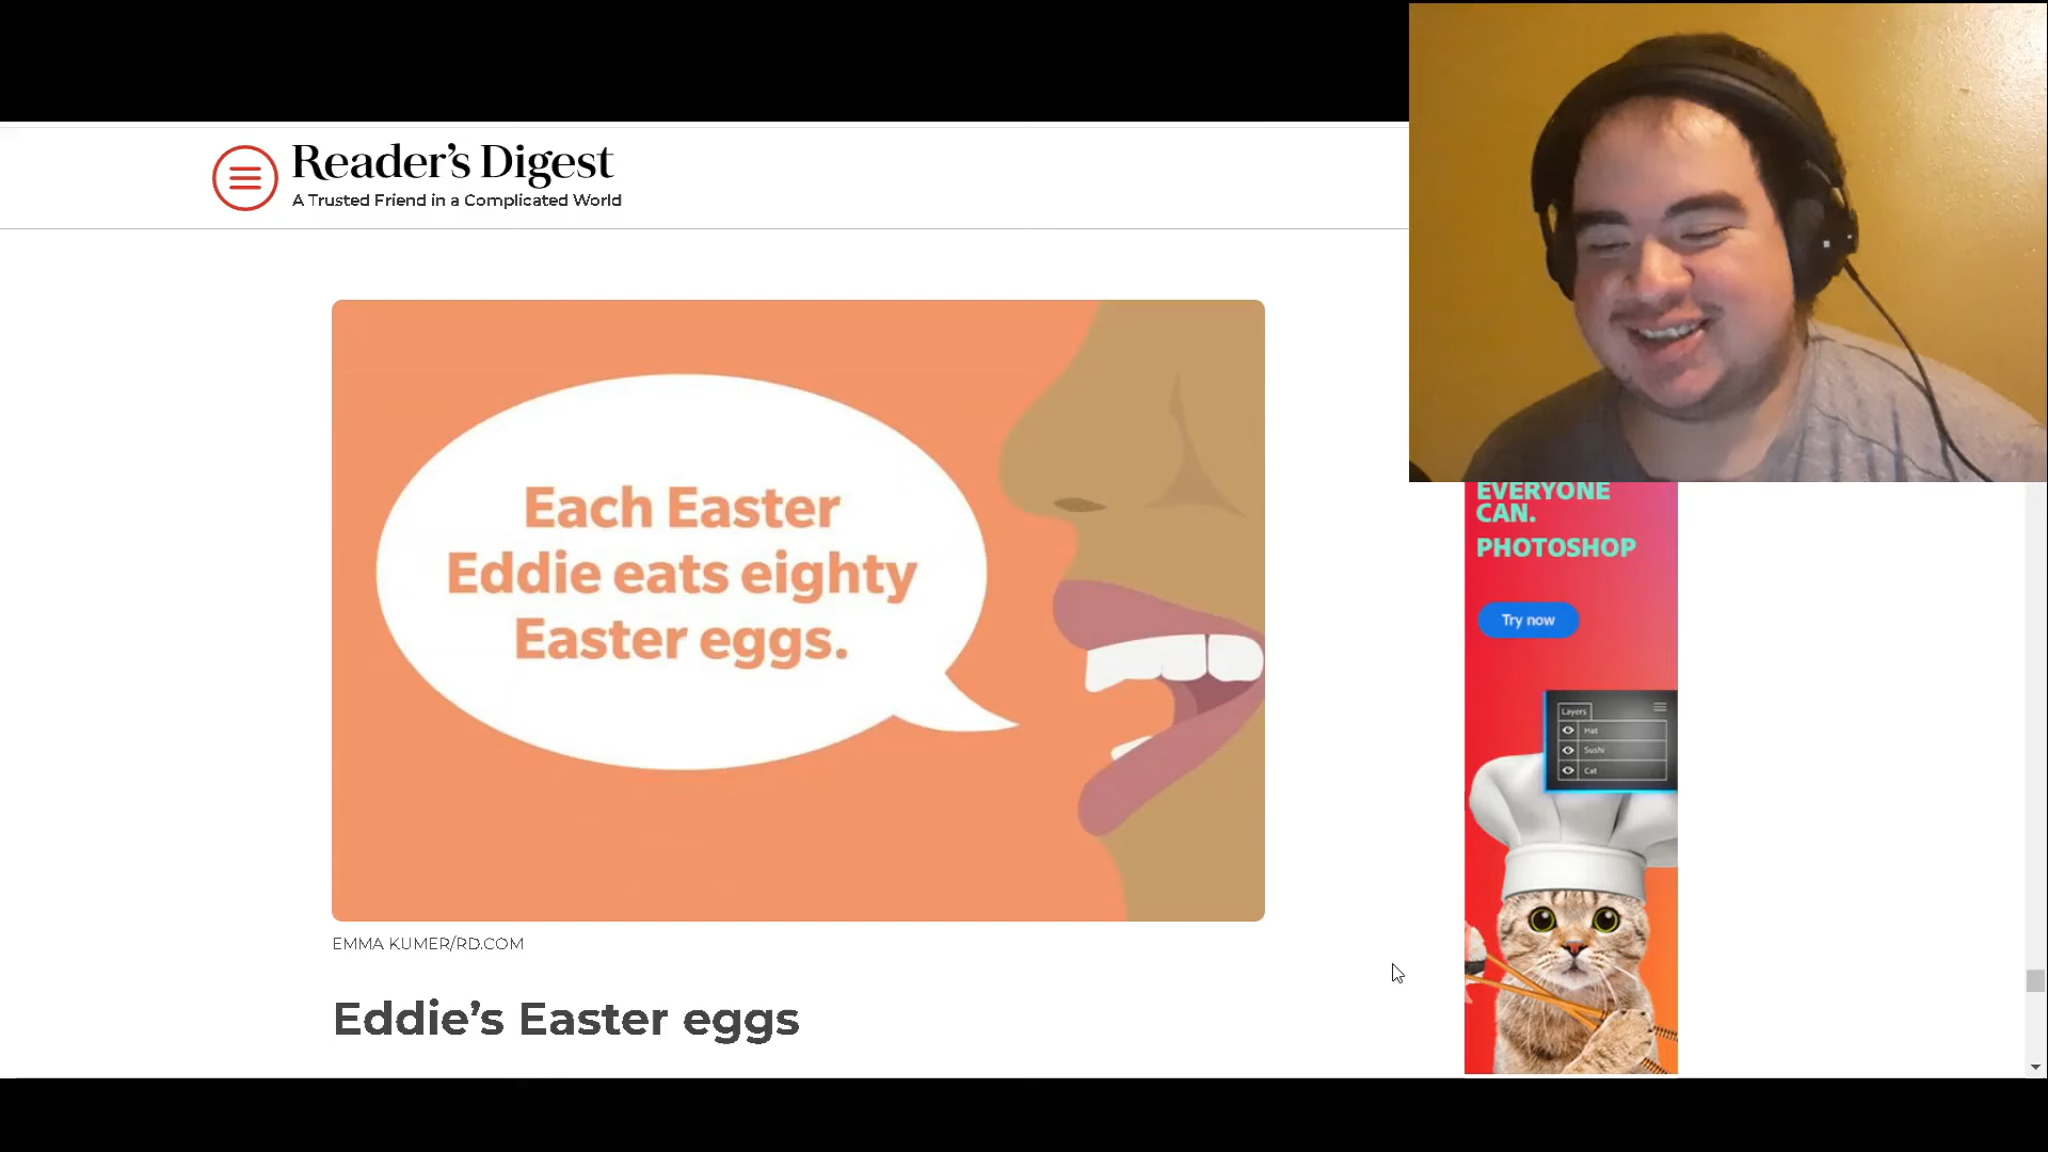 Reader's Digest
A Trusted Friend in a Complicated World
Each Easter
Eddie eats eighty
Easter eggs.
EMMA KUMER/RD.COM
Eddie's Easter eggs
EVERYONE
CAN.
PHOTOSHOP
Try now
Layers
Hat
Sushi
Cat